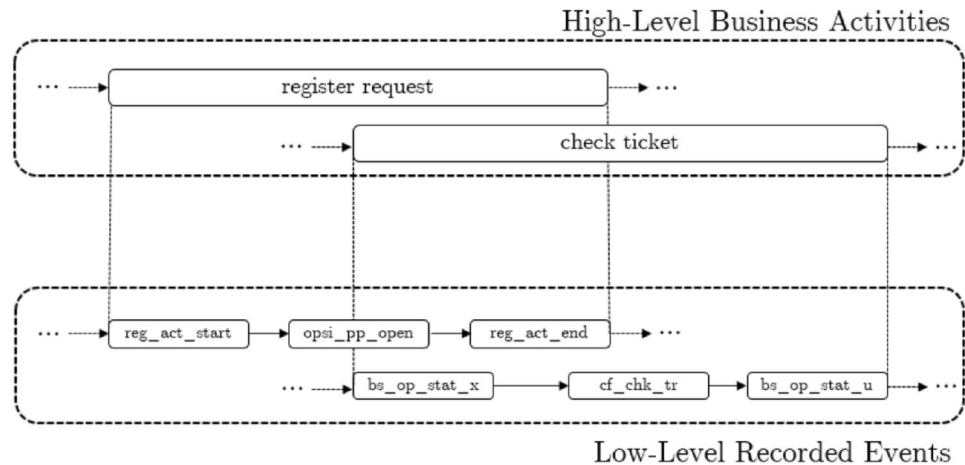 High-Level Business Activities
... register request ...
... check ticket ...
... reg_act_start opsi_pp_open reg_act_end ...
... bs_op_stat_x cf_chk_tr bs_op_stat_u ...
Low-Level Recorded Events